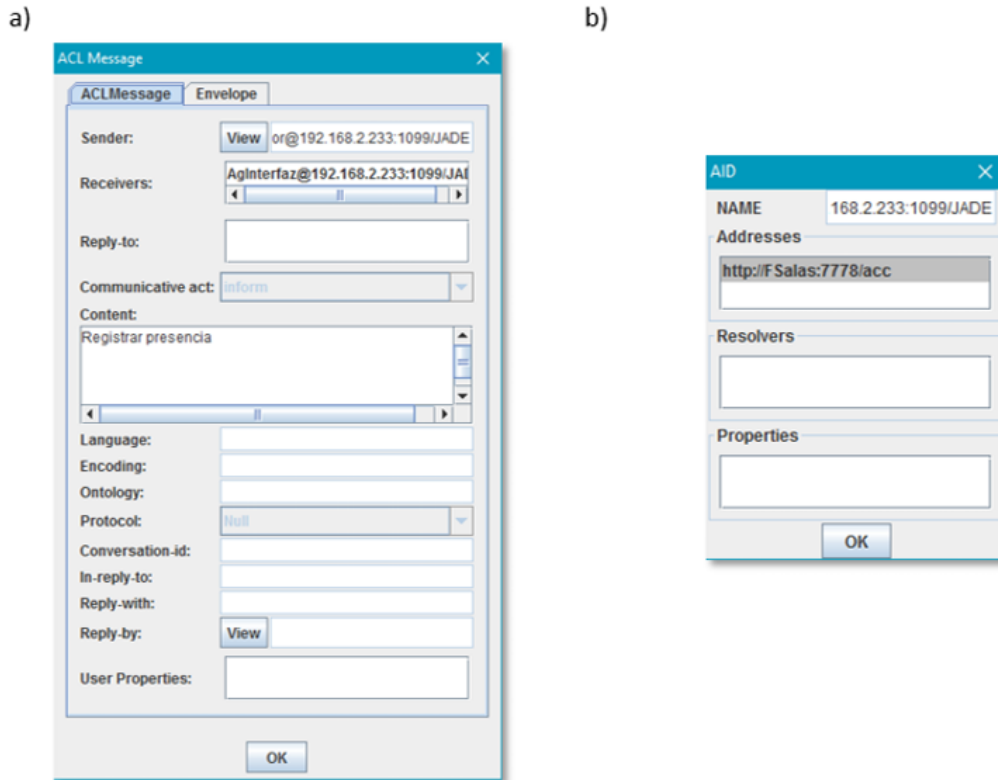 a)
ACL Message
ACLMessage Envelope
Sender: View or@192.168.2.233:1099/JADE
Receivers: AgInterfaz@192.168.2.233:1099/JAI
Reply-to:
Communicative act: inform
Content:
Registrar presencia
Language:
Encoding:
Ontology:
Protocol: Null
Conversation-id:
In-reply-to:
Reply-with:
Reply-by: View
User Properties:
OK
b)
AID
NAME 168.2.233:1099/JADE
Addresses
http://FSalas:7778/acc
Resolvers
Properties
OK